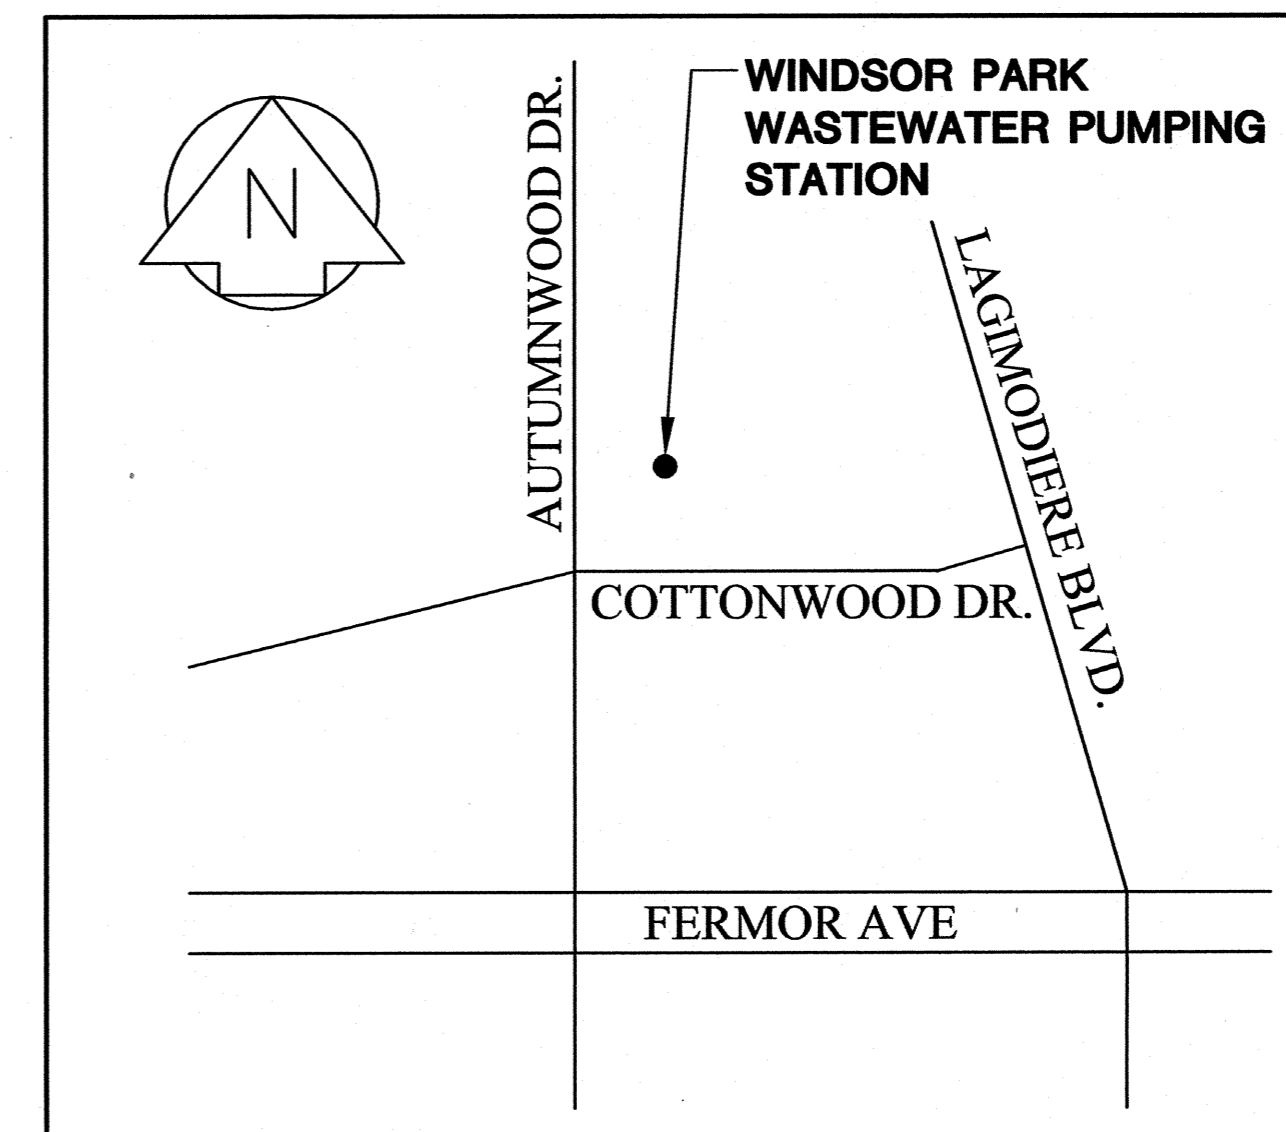 WINDSOR PARK
WASTEWATER PUMPING
STATION
N
AUTUMNWOOD DR.
LAGIMODIERE BLVD.
COTTONWOOD DR.
FERMOR AVE